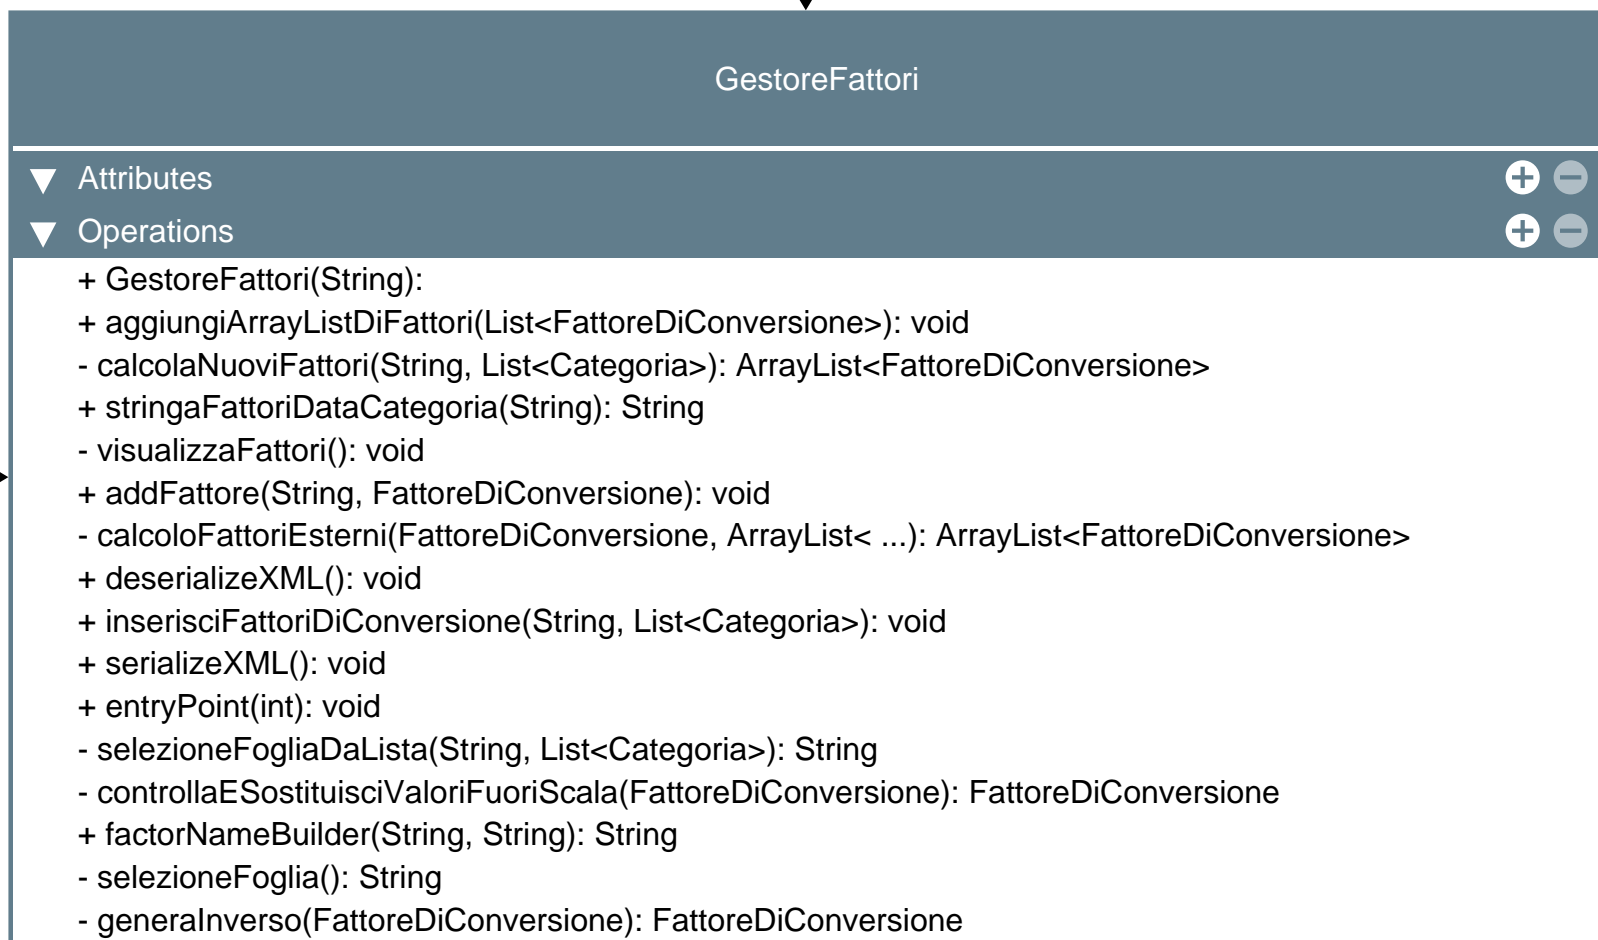 GestoreFattori
Attributes
Operations
+ GestoreFattori(String):
+ aggiungiArrayListDiFattori(List<FattoreDiConversione>): void
- calcolaNuoviFattori(String, List<Categoria>): ArrayList<FattoreDiConversione>
+ stringaFattoriDataCategoria(String): String
- visualizzaFattori(): void
+ addFattore(String, FattoreDiConversione): void
- calcoloFattoriEsterni(FattoreDiConversione, ArrayList< ...): ArrayList<FattoreDiConversione>
+ deserializeXML(): void
+ inserisciFattoriDiConversione(String, List<Categoria>): void
+ serializeXML(): void
+ entryPoint(int): void
- selezioneFogliaDaLista(String, List<Categoria>): String
- controllaESostituisciValoriFuoriScala(FattoreDiConversione): FattoreDiConversione
+ factorNameBuilder(String, String): String
- selezioneFoglia(): String
- generaInverso(FattoreDiConversione): FattoreDiConversione